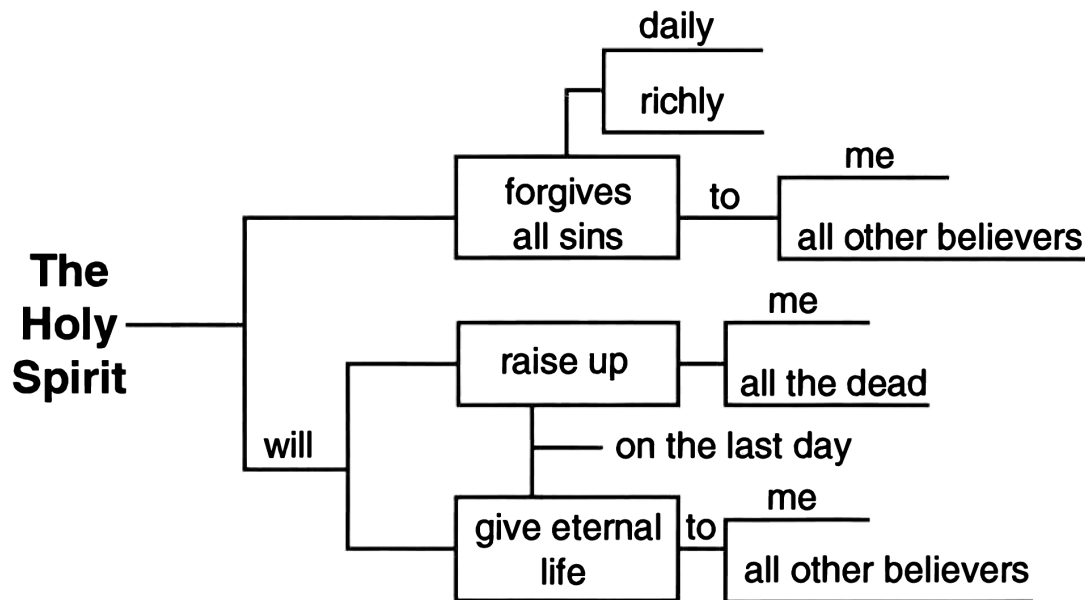 daily
richly
me
forgives
all sins
to
all other believers
The
Holy
Spirit
me
raise up
all the dead
will
on the last day
me
give eternal
life
to
all other believers